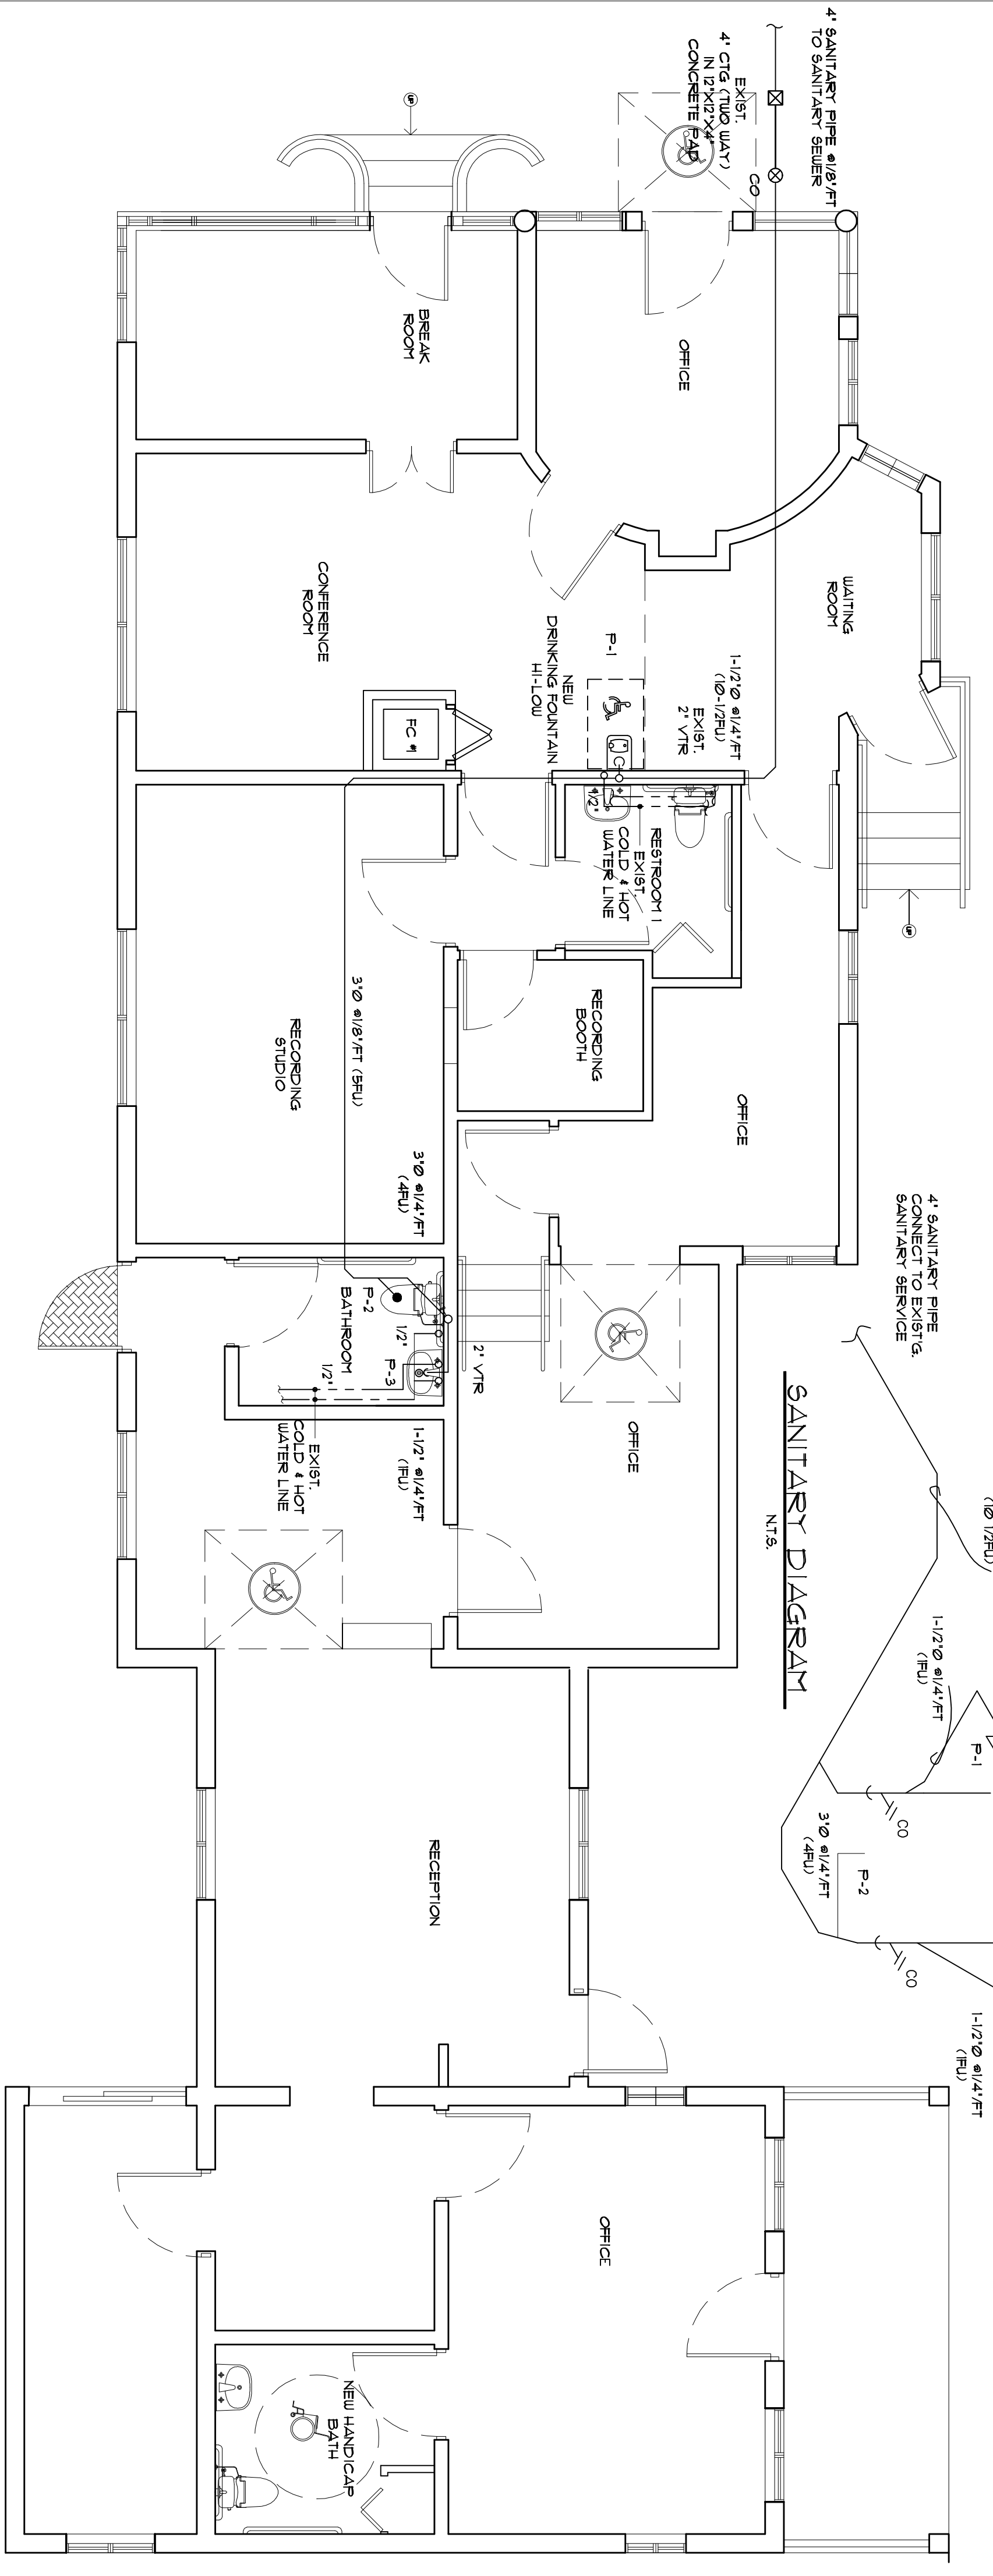 4" SANITARY PIPE @1/8"/FT
TO SANITARY SEWER
EXIST.
4" CTG (TWO WAY)
IN 12"X12"X4"
CONCRETE PAD
CO
UP
BREAK
ROOM
OFFICE
WAITING
ROOM
CONFERENCE
ROOM
NEW
DRINKING FOUNTAIN
HI-LOW
P-1
1-1/2"Ø @1/4"/FT
(10-1/2FU)
EXIST.
2" VTR
FC #1
C
1/2"
RESTROOM 1
EXIST.
COLD & HOT
WATER LINE
UP
3"Ø @1/8"/FT (5FU)
RECORDING
STUDIO
RECORDING
BOOTH
OFFICE
3"Ø @1/4"/FT
(4FU)
4" SANITARY PIPE
CONNECT TO EXIST'G.
SANITARY SERVICE
P-2
BATHROOM
1/2"
P-3
1/2"
2" VTR
EXIST.
COLD & HOT
WATER LINE
1-1/2" @1/4"/FT
(1FU)
OFFICE
SANITARY DIAGRAM
N.T.S.
(10 1/2FU)
1-1/2"Ø @1/4"/FT
(1FU)
P-1
CO
3"Ø @1/4"/FT
(4FU)
P-2
CO
1-1/2"Ø @1/4"/FT
(1FU)
RECEPTION
OFFICE
NEW HANDICAP
BATH